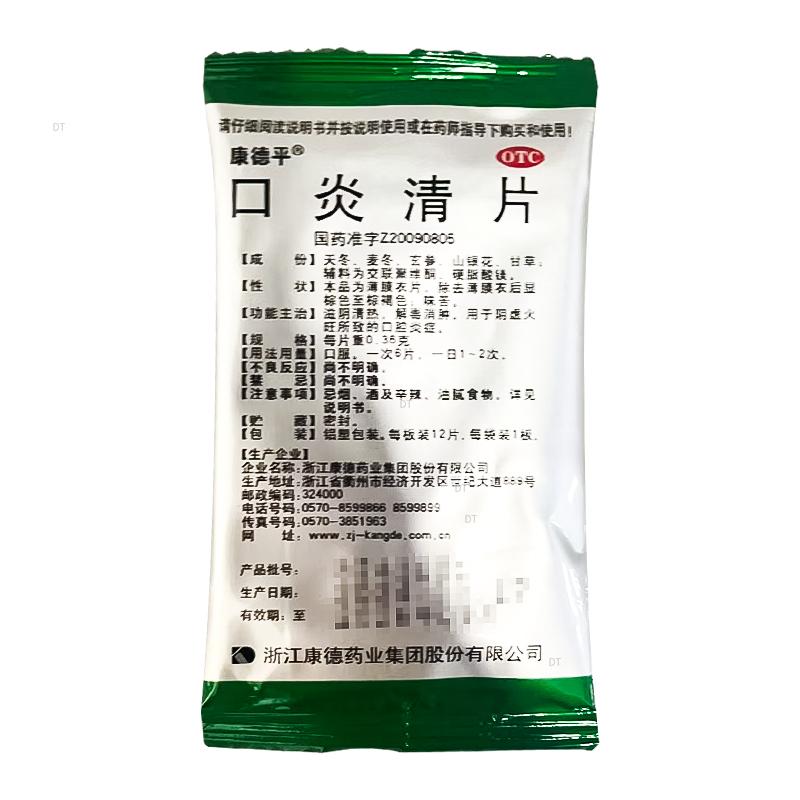 请仔细阅读说明书并按说明使用或在药师指导下购买和使用!
康德平®
OTC
口炎清片
国药准字Z20090805
【成 份】天冬、麦冬、玄参、山银花、甘草;
辅料为交联聚维酮、硬脂酸镁。
【性 状】本品为薄膜衣片,除去薄膜衣后显
棕色至棕褐色;味苦。
【功能主治】滋阴清热,解毒消肿。用于阴虚火
旺所致的口腔炎症。
【规 格】每片重0.36克
【用法用量】口服。一次6片,一日1~2次。
【不良反应】尚不明确。
【禁 忌】尚不明确。
【注意事项】忌烟、酒及辛辣、油腻食物。详见
说明书。
【贮 藏】密封。
【包 装】铝塑包装。每板装12片,每袋装1板。
【生产企业】
企业名称:浙江康德药业集团股份有限公司
生产地址:浙江省衢州市经济开发区世纪大道889号
邮政编码:324000
电话号码:0570-8599866 8599899
传真号码:0570-3851963
网 址:www.zj-kangde.com.cn
产品批号:
生产日期:
有效期:至
浙江康德药业集团股份有限公司
DT
DT
DT
DT
DT